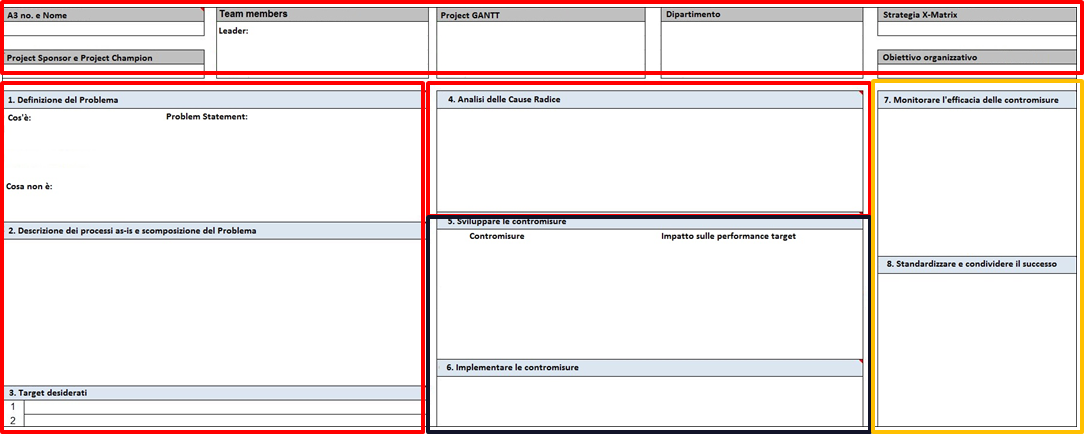 A3 no. e Nome
Team members
Leader:
Project GANTT
Dipartimento
Strategia X-Matrix
Project Sponsor e Project Champion
Obiettivo organizzativo
1. Definizione del Problema
Cos'è:
Problem Statement:
Cosa non è:
2. Descrizione dei processi as-is e scomposizione del Problema
3. Target desiderati
1
2
4. Analisi delle Cause Radice
5. Sviluppare le contromisure
Contromisure
Impatto sulle performance target
6. Implementare le contromisure
7. Monitorare l'efficacia delle contromisure
8. Standardizzare e condividere il successo